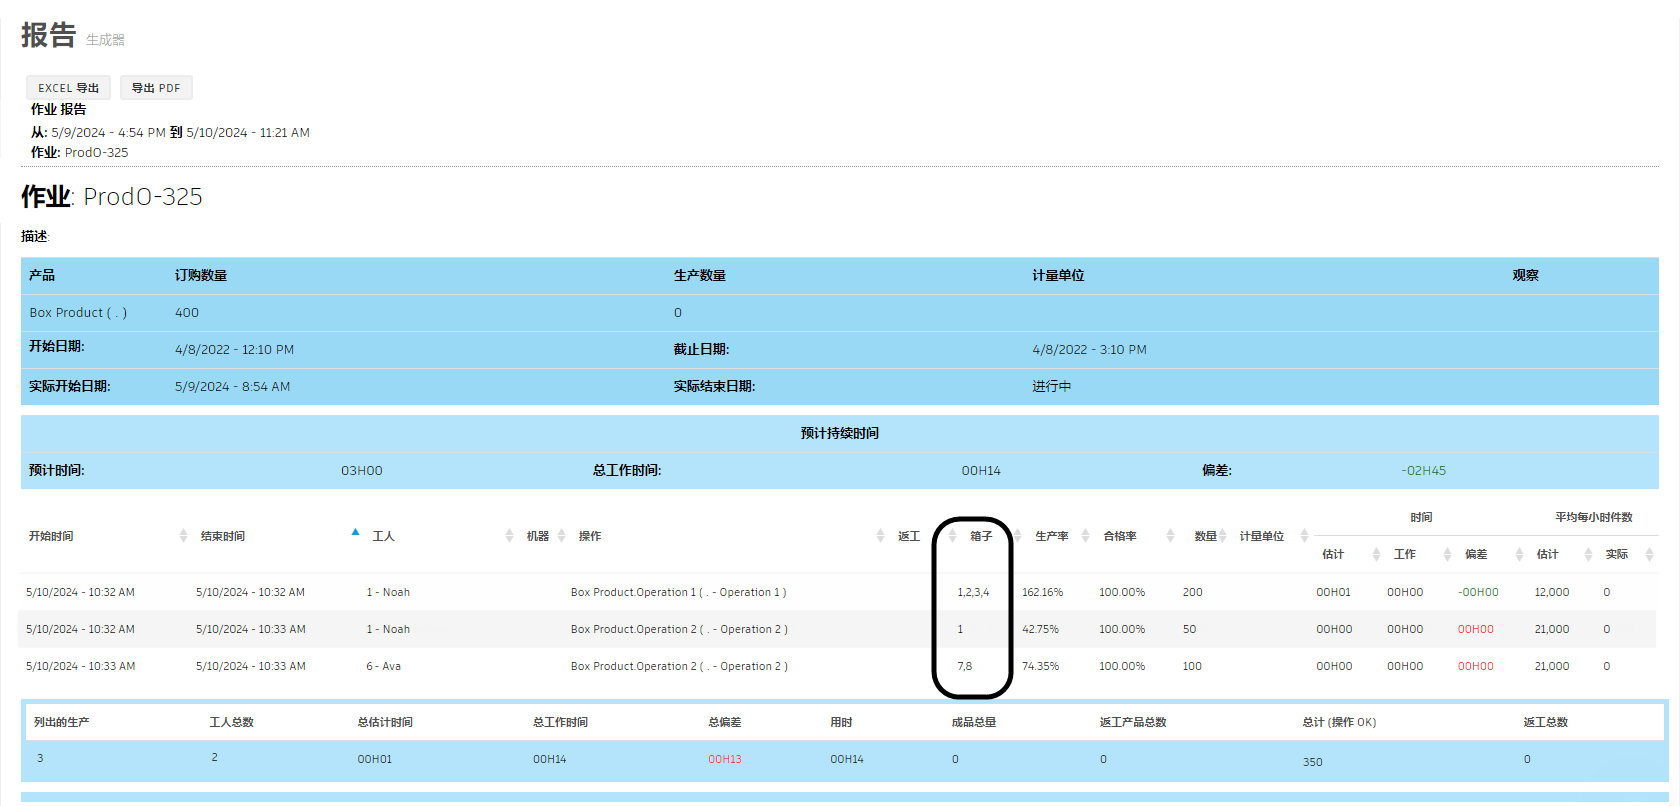 报告 生成器
EXCEL 导出 导出 PDF
作业 报告
从: 5/9/2024 - 4:54 PM 到 5/10/2024 - 11:21 AM
作业: ProdO-325
作业: ProdO-325
描述:
产品 订购数量 生产数量 计量单位 观察
Box Product ( . ) 400 0
开始日期: 4/8/2022 - 12:10 PM 截止日期: 4/8/2022 - 3:10 PM
实际开始日期: 5/9/2024 - 8:54 AM 实际结束日期: 进行中
预计持续时间
预计时间: 03H00 总工作时间: 00H14 偏差: -02H45
时间 平均每小时件数
开始时间 结束时间 工人 机器 操作 返工 箱子 生产率 合格率 数量 计量单位
估计 工作 偏差 估计 实际
5/10/2024 - 10:32 AM 5/10/2024 - 10:32 AM 1 - Noah Box Product.Operation 1 ( . - Operation 1 ) 1,2,3,4 162.16% 100.00% 200 00H01 00H00 -00H00 12,000 0
5/10/2024 - 10:32 AM 5/10/2024 - 10:33 AM 1 - Noah Box Product.Operation 2 ( . - Operation 2 ) 1 42.75% 100.00% 50 00H00 00H00 00H00 21,000 0
5/10/2024 - 10:33 AM 5/10/2024 - 10:33 AM 6 - Ava Box Product.Operation 2 ( . - Operation 2 ) 7,8 74.35% 100.00% 100 00H00 00H00 00H00 21,000 0
列出的生产 工人总数 总估计时间 总工作时间 总偏差 用时 成品总量 返工产品总数 总计 (操作 OK) 返工总数
3 2 00H01 00H14 00H13 00H14 0 0 350 0